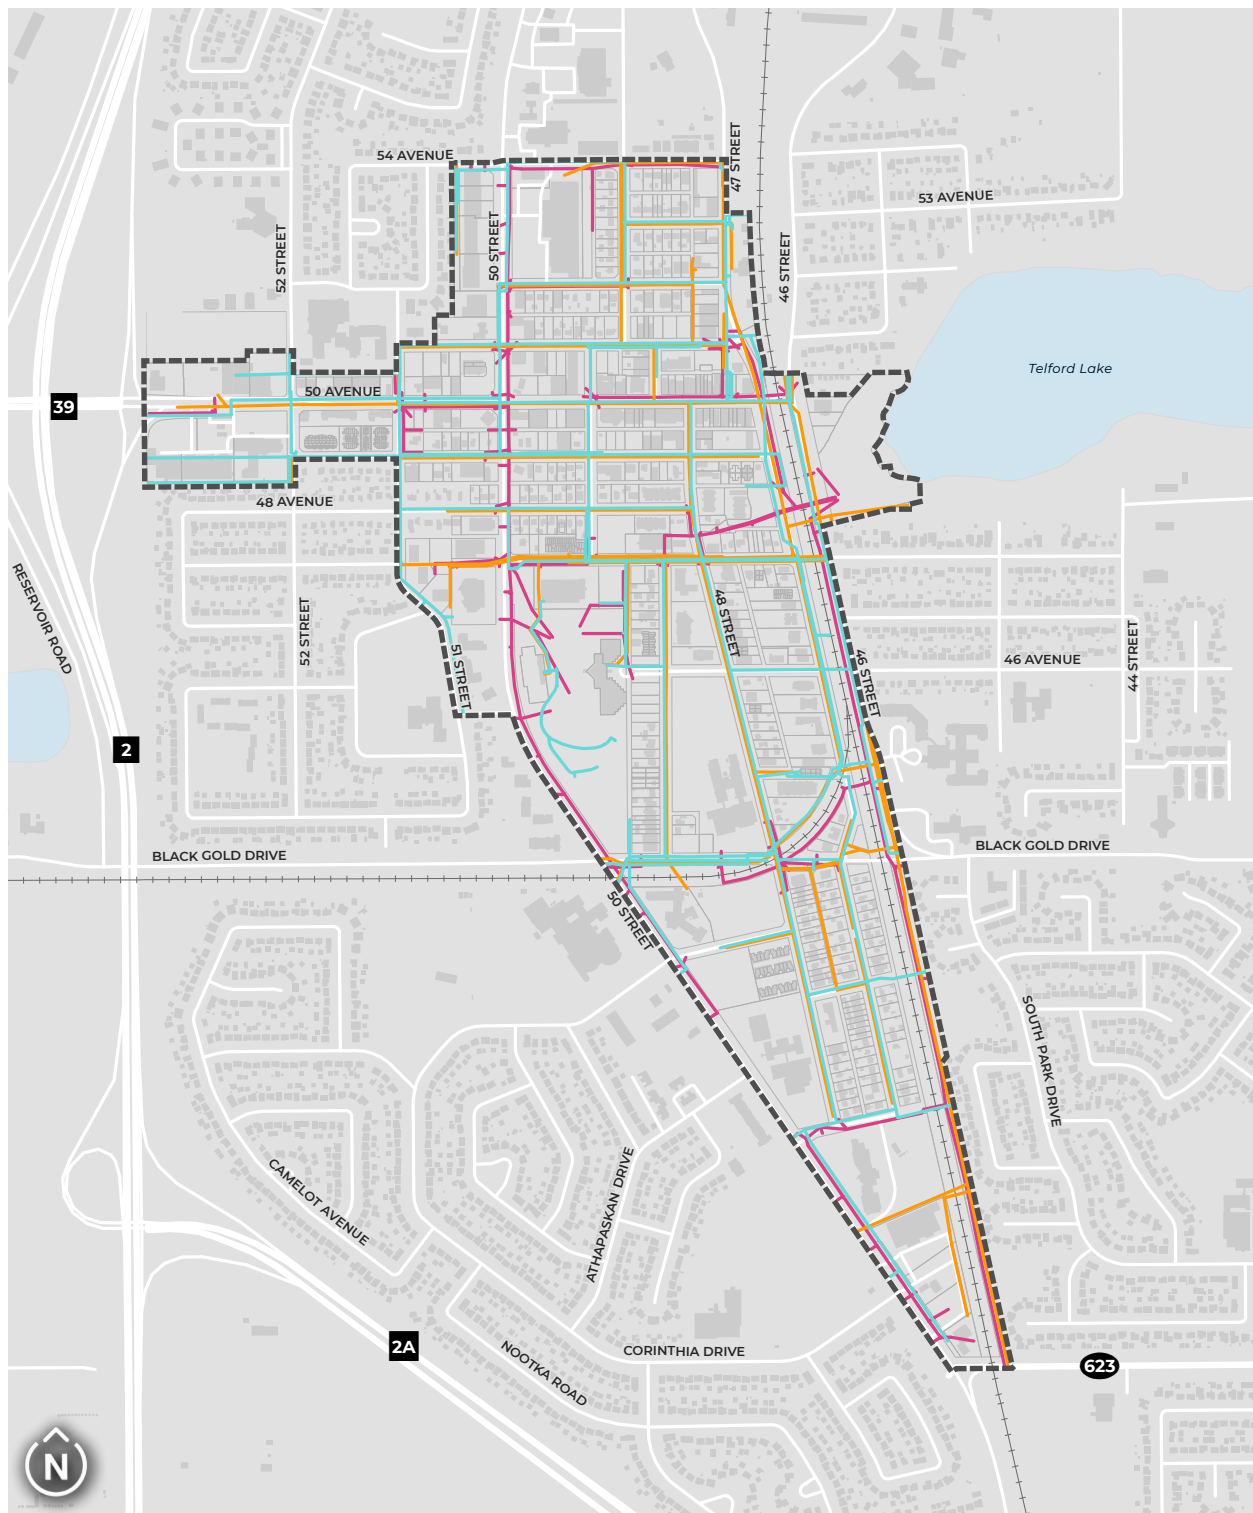 54 AVENUE
47 STREET
53 AVENUE
50 STREET
52 STREET
46 STREET
Telford Lake
50 AVENUE
39
48 AVENUE
RESERVOIR ROAD
52 STREET
48 STREET
51 STREET
46 STREET
46 AVENUE
44 STREET
2
BLACK GOLD DRIVE
BLACK GOLD DRIVE
50 STREET
SOUTH PARK DRIVE
CAMELOT AVENUE
ATHAPASKAN DRIVE
2A
NOOTKA ROAD
CORINTHIA DRIVE
623
N